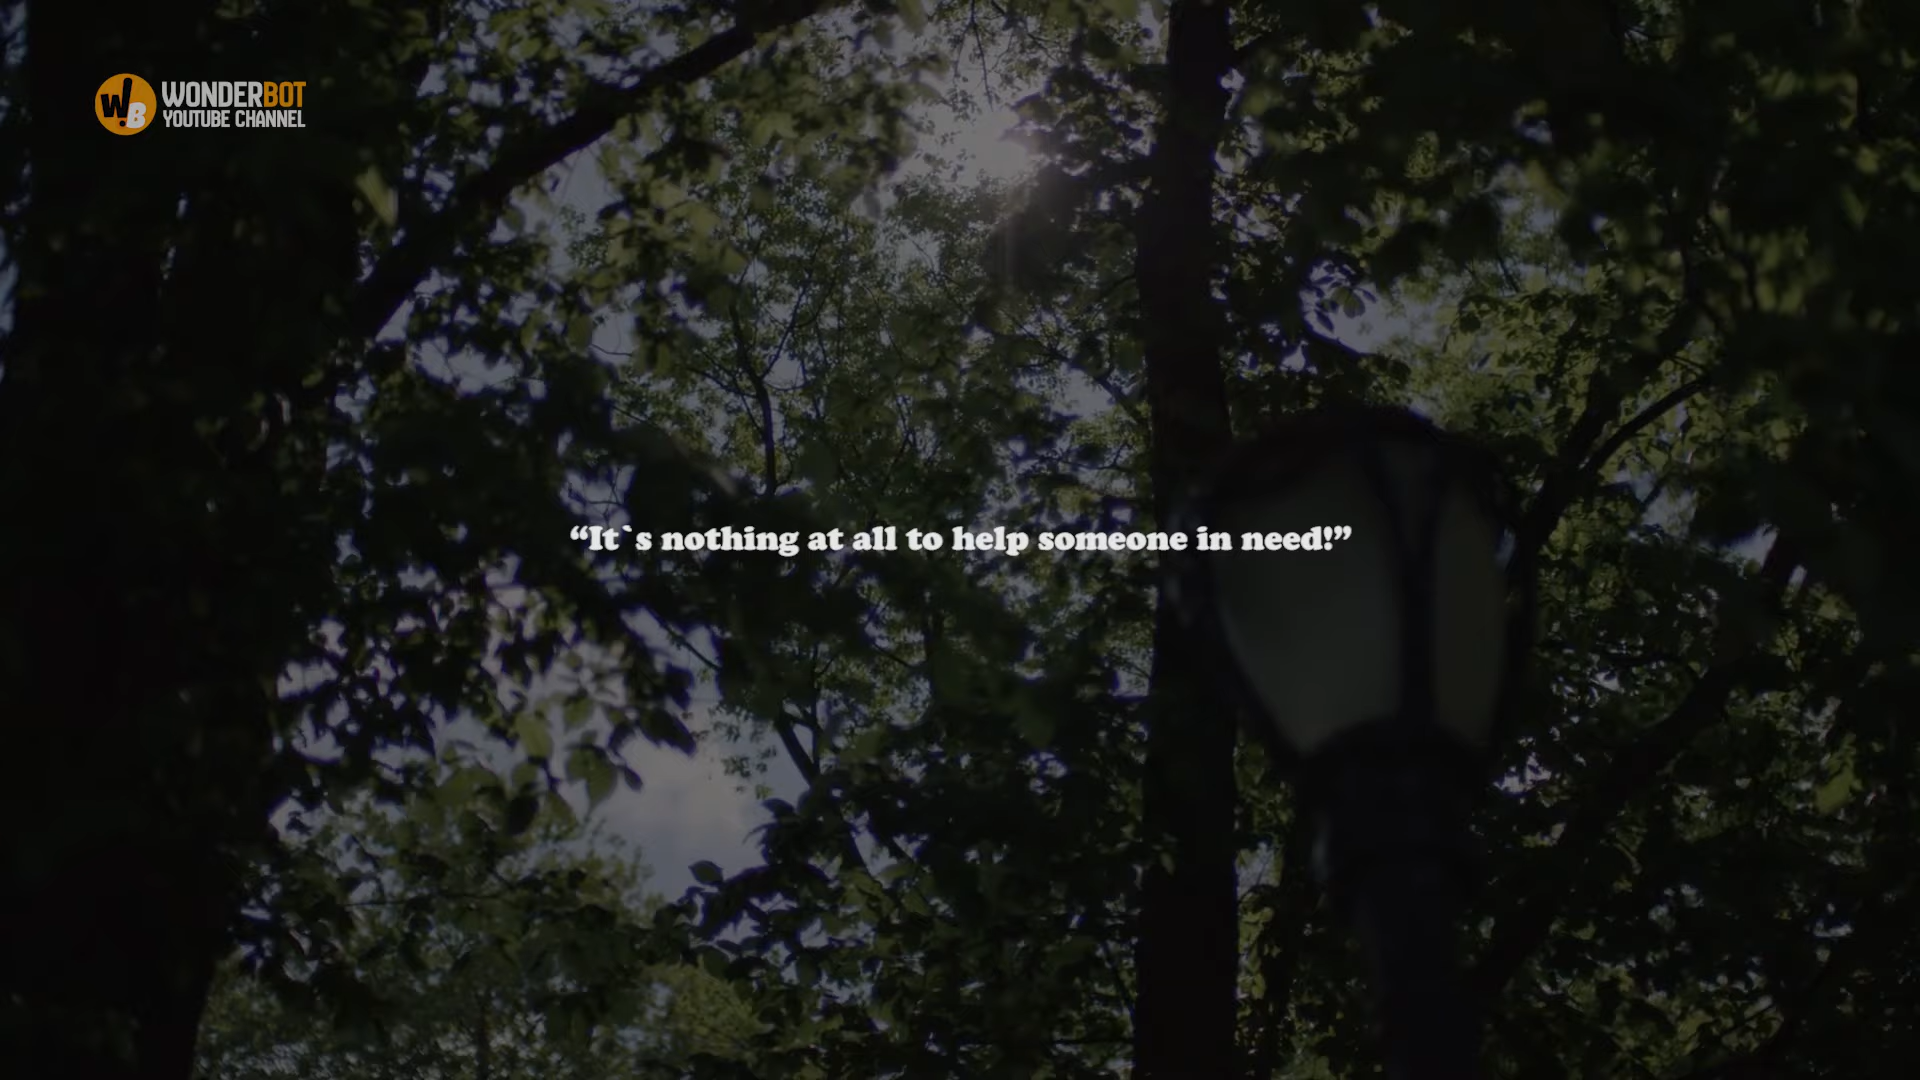 WONDERBOT
YOUTUBE CHANNEL
“It`s nothing at all to help someone in need!”